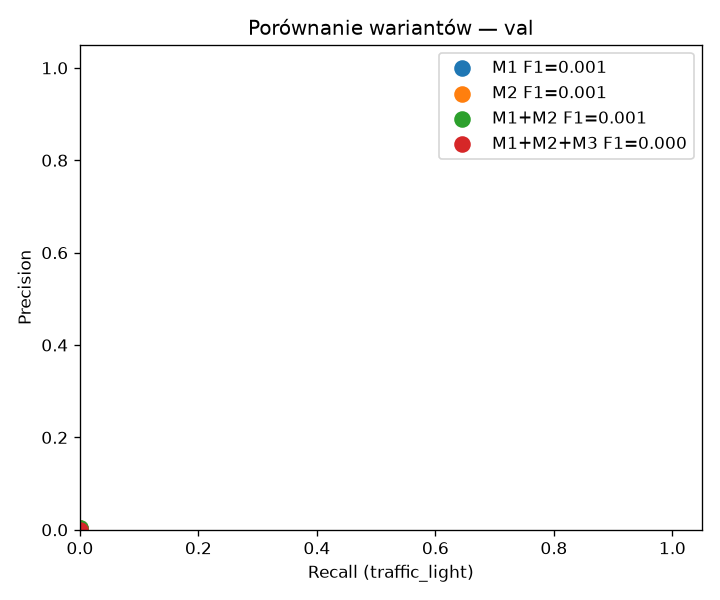 Porównanie wariantów — val
M1 F1=0.001
M2 F1=0.001
M1+M2 F1=0.001
M1+M2+M3 F1=0.000
1.0
0.8
0.6
0.4
0.2
0.0
Precision
0.0 0.2 0.4 0.6 0.8 1.0
Recall (traffic_light)